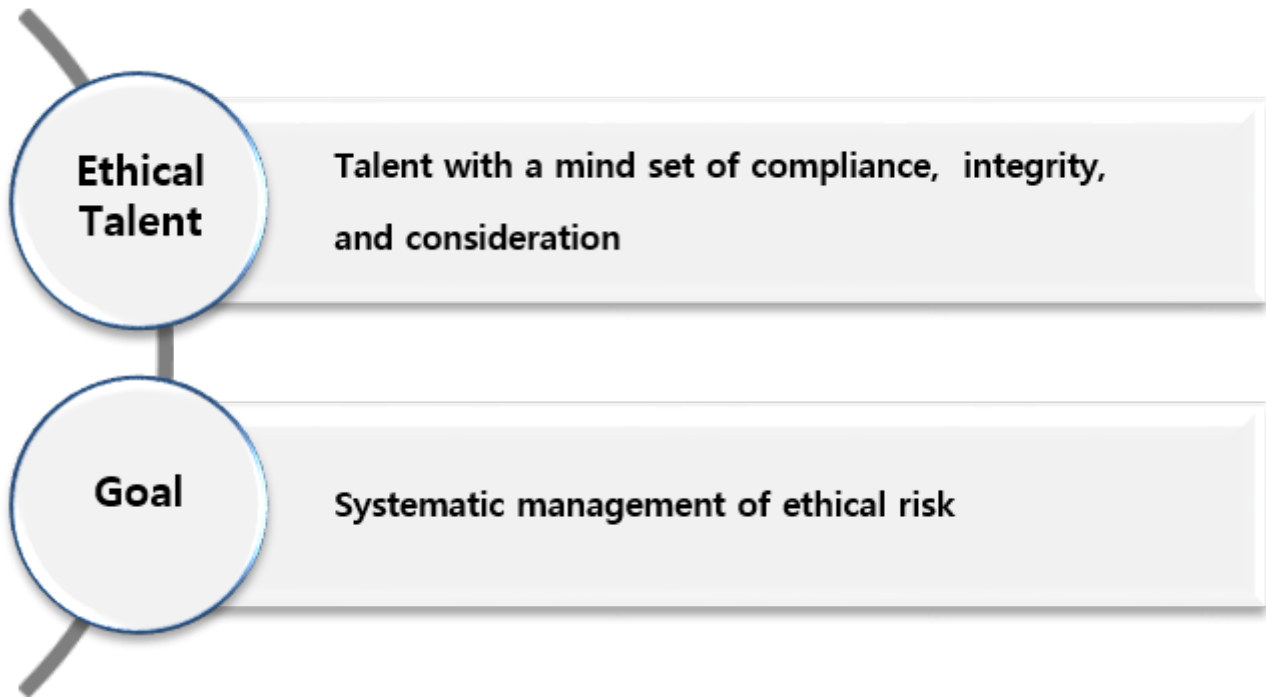 Ethical
Talent
Talent with a mind set of compliance, integrity,
and consideration
Goal
Systematic management of ethical risk